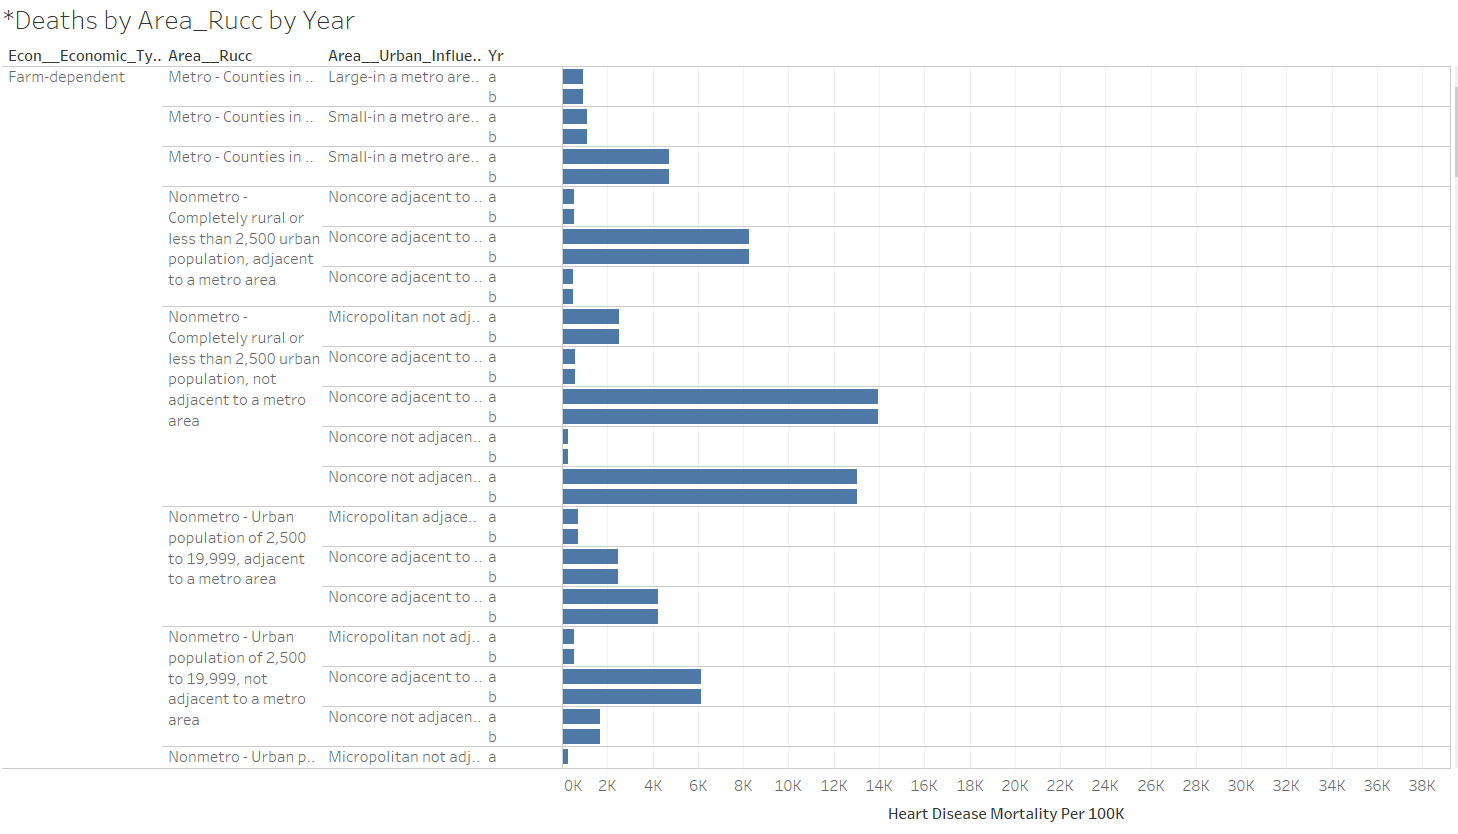 *Deaths by Area_Rucc by Year
Econ__Economic_Ty.. Area__Rucc Area__Urban_Influe.. Yr
Farm-dependent Metro - Counties in .. Large-in a metro are.. a
b
Metro - Counties in .. Small-in a metro are.. a
b
Metro - Counties in .. Small-in a metro are.. a
b
Nonmetro - Noncore adjacent to .. a
Completely rural or b
less than 2,500 urban Noncore adjacent to .. a
population, adjacent b
to a metro area Noncore adjacent to .. a
b
Nonmetro - Micropolitan not adj.. a
Completely rural or b
less than 2,500 urban Noncore adjacent to .. a
population, not b
adjacent to a metro Noncore adjacent to .. a
area b
Noncore not adjacen.. a
b
Noncore not adjacen.. a
b
Nonmetro - Urban Micropolitan adjace.. a
population of 2,500 b
to 19,999, adjacent Noncore adjacent to .. a
to a metro area b
Noncore adjacent to .. a
b
Nonmetro - Urban Micropolitan not adj.. a
population of 2,500 b
to 19,999, not Noncore adjacent to .. a
adjacent to a metro b
area Noncore not adjacen.. a
b
Nonmetro - Urban p.. Micropolitan not adj.. a
0K 2K 4K 6K 8K 10K 12K 14K 16K 18K 20K 22K 24K 26K 28K 30K 32K 34K 36K 38K
Heart Disease Mortality Per 100K